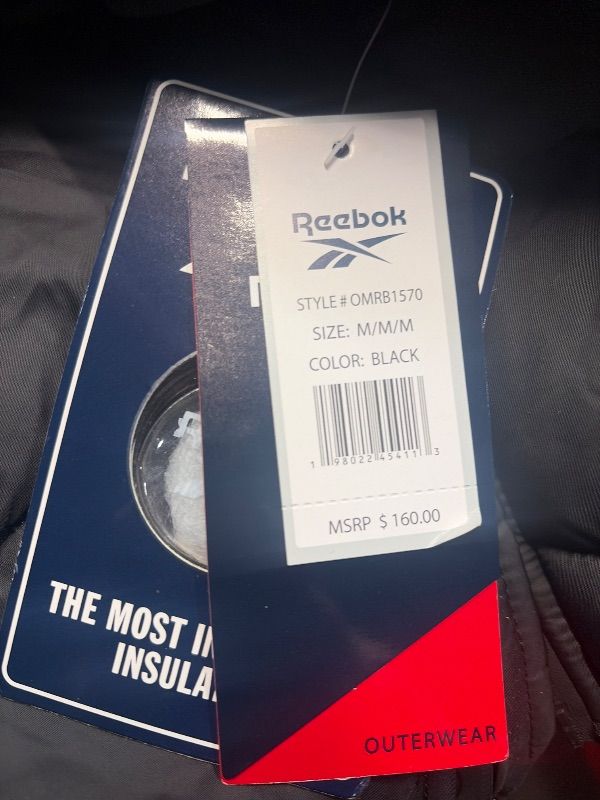 Reebok
STYLE # OMRB1570
SIZE: M/M/M
COLOR: BLACK
1 98022 45411 3
MSRP $ 160.00
THE MOST
INSULA
OUTERWEAR